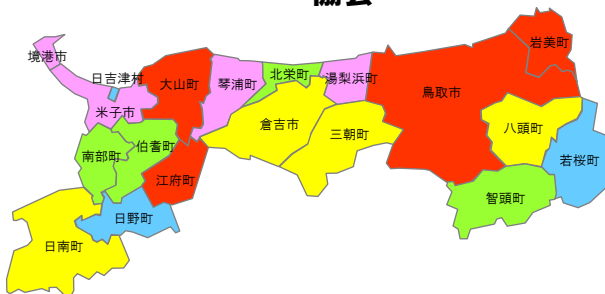 協会
岩美町
境港市
日吉津村
大山町
琴浦町
北栄町
湯梨浜町
鳥取市
米子市
倉吉市
三朝町
八頭町
南部町
伯耆町
若桜町
江府町
智頭町
日野町
日南町